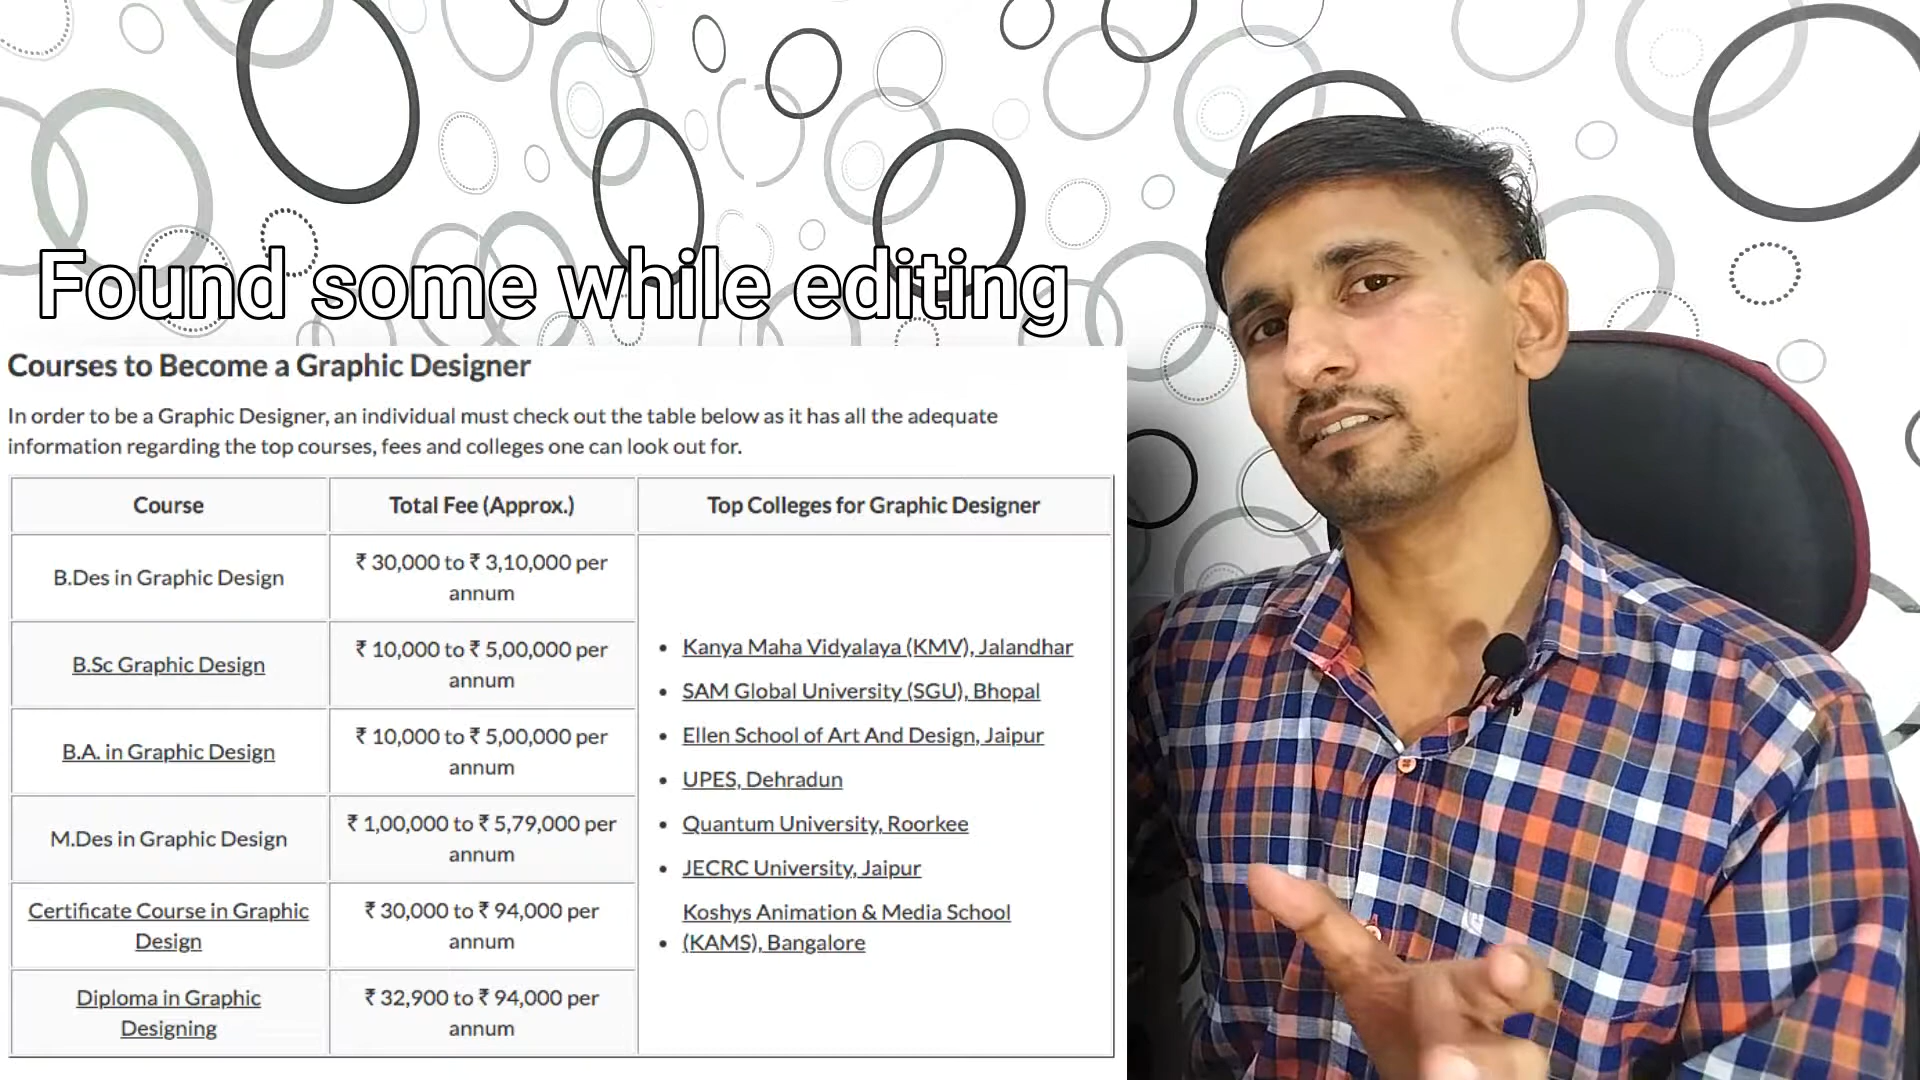 Found some while editing
Courses to Become a Graphic Designer
In order to be a Graphic Designer, an individual must check out the table below as it has all the adequate
information regarding the top courses, fees and colleges one can look out for.
Course
Total Fee (Approx.)
Top Colleges for Graphic Designer
B.Des in Graphic Design
₹ 30,000 to ₹ 3,10,000 per
annum
B.Sc Graphic Design
₹ 10,000 to ₹ 5,00,000 per
annum
B.A. in Graphic Design
₹ 10,000 to ₹ 5,00,000 per
annum
M.Des in Graphic Design
₹ 1,00,000 to ₹ 5,79,000 per
annum
Certificate Course in Graphic
Design
₹ 30,000 to ₹ 94,000 per
annum
Diploma in Graphic
Designing
₹ 32,900 to ₹ 94,000 per
annum
Kanya Maha Vidyalaya (KMV), Jalandhar
SAM Global University (SGU), Bhopal
Ellen School of Art And Design, Jaipur
UPES, Dehradun
Quantum University, Roorkee
JECRC University, Jaipur
Koshys Animation & Media School
(KAMS), Bangalore